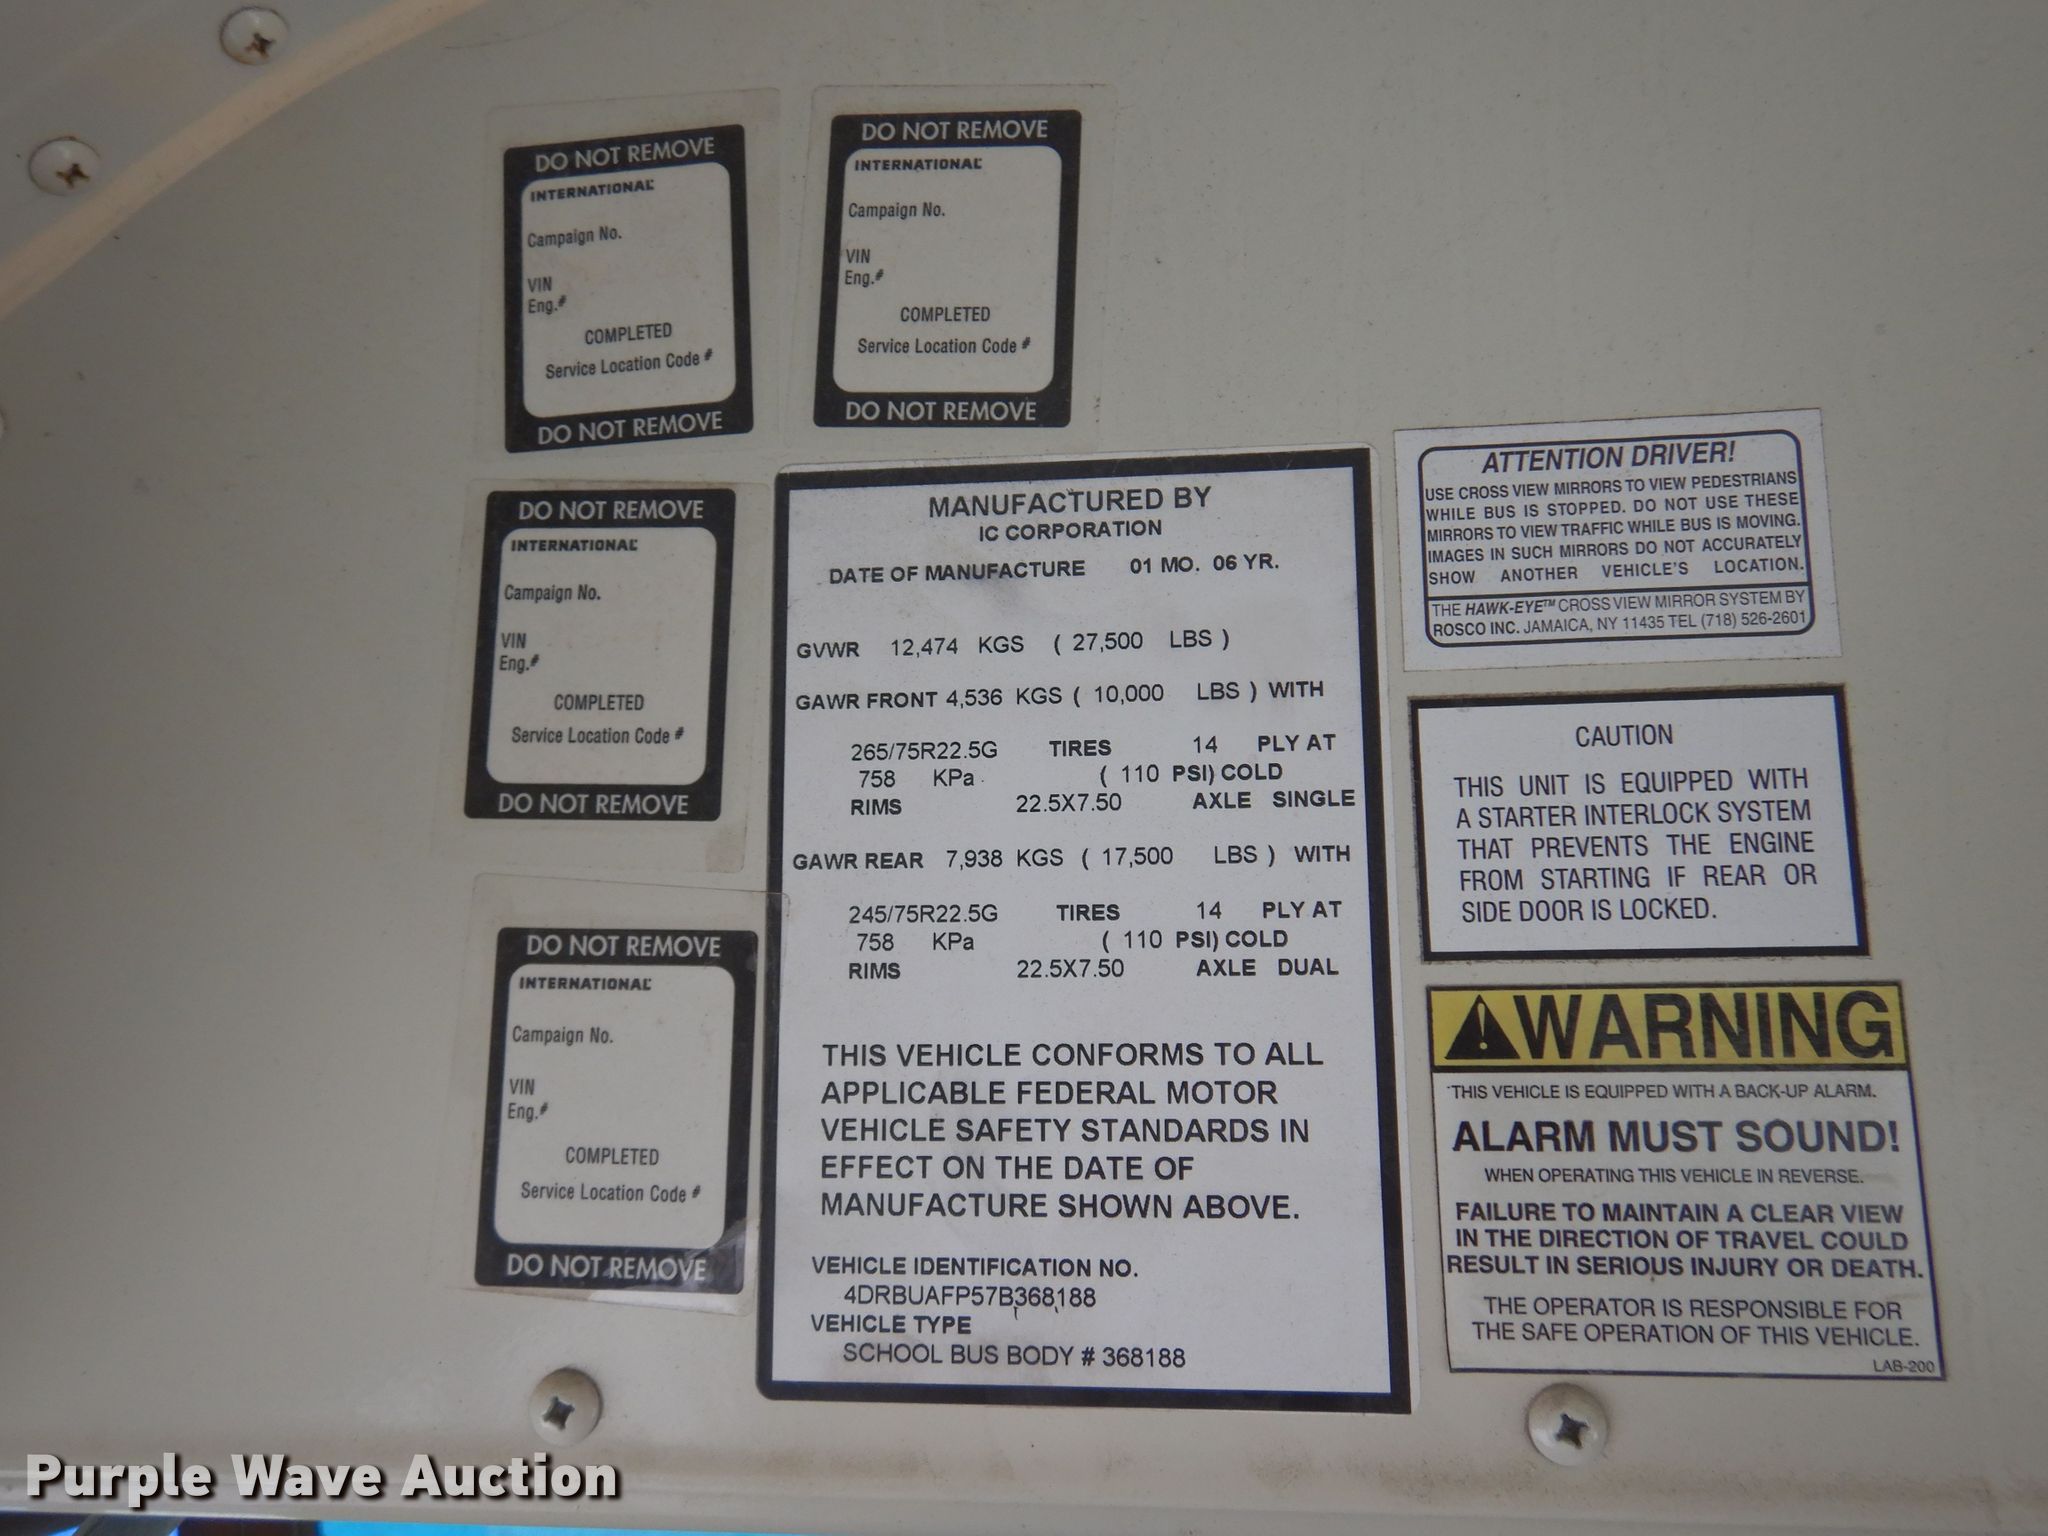 DO NOT REMOVE
INTERNATIONAL
Campaign No.
VIN
Eng.#
COMPLETED
Service Location Code #
DO NOT REMOVE
DO NOT REMOVE
INTERNATIONAL
Campaign No.
VIN
Eng.#
COMPLETED
Service Location Code #
DO NOT REMOVE
DO NOT REMOVE
INTERNATIONAL
Campaign No.
VIN
Eng.#
COMPLETED
Service Location Code #
DO NOT REMOVE
DO NOT REMOVE
INTERNATIONAL
Campaign No.
VIN
Eng.#
COMPLETED
Service Location Code #
DO NOT REMOVE
MANUFACTURED BY
IC CORPORATION
DATE OF MANUFACTURE 01 MO. 06 YR.
GVWR 12,474 KGS ( 27,500 LBS )
GAWR FRONT 4,536 KGS ( 10,000 LBS ) WITH
265/75R22.5G TIRES 14 PLY AT
758 KPa ( 110 PSI) COLD
RIMS 22.5X7.50 AXLE SINGLE
GAWR REAR 7,938 KGS ( 17,500 LBS ) WITH
245/75R22.5G TIRES 14 PLY AT
758 KPa ( 110 PSI) COLD
RIMS 22.5X7.50 AXLE DUAL
THIS VEHICLE CONFORMS TO ALL
APPLICABLE FEDERAL MOTOR
VEHICLE SAFETY STANDARDS IN
EFFECT ON THE DATE OF
MANUFACTURE SHOWN ABOVE.
VEHICLE IDENTIFICATION NO.
4DRBUAFP57B368188
VEHICLE TYPE
SCHOOL BUS BODY # 368188
ATTENTION DRIVER!
USE CROSS VIEW MIRRORS TO VIEW PEDESTRIANS
WHILE BUS IS STOPPED. DO NOT USE THESE
MIRRORS TO VIEW TRAFFIC WHILE BUS IS MOVING.
IMAGES IN SUCH MIRRORS DO NOT ACCURATELY
SHOW ANOTHER VEHICLE'S LOCATION.
THE HAWK-EYE™ CROSS VIEW MIRROR SYSTEM BY
ROSCO INC. JAMAICA, NY 11435 TEL (718) 526-2601
CAUTION
THIS UNIT IS EQUIPPED WITH
A STARTER INTERLOCK SYSTEM
THAT PREVENTS THE ENGINE
FROM STARTING IF REAR OR
SIDE DOOR IS LOCKED.
WARNING
THIS VEHICLE IS EQUIPPED WITH A BACK-UP ALARM.
ALARM MUST SOUND!
WHEN OPERATING THIS VEHICLE IN REVERSE.
FAILURE TO MAINTAIN A CLEAR VIEW
IN THE DIRECTION OF TRAVEL COULD
RESULT IN SERIOUS INJURY OR DEATH.
THE OPERATOR IS RESPONSIBLE FOR
THE SAFE OPERATION OF THIS VEHICLE.
LAB-200
Purple Wave Auction